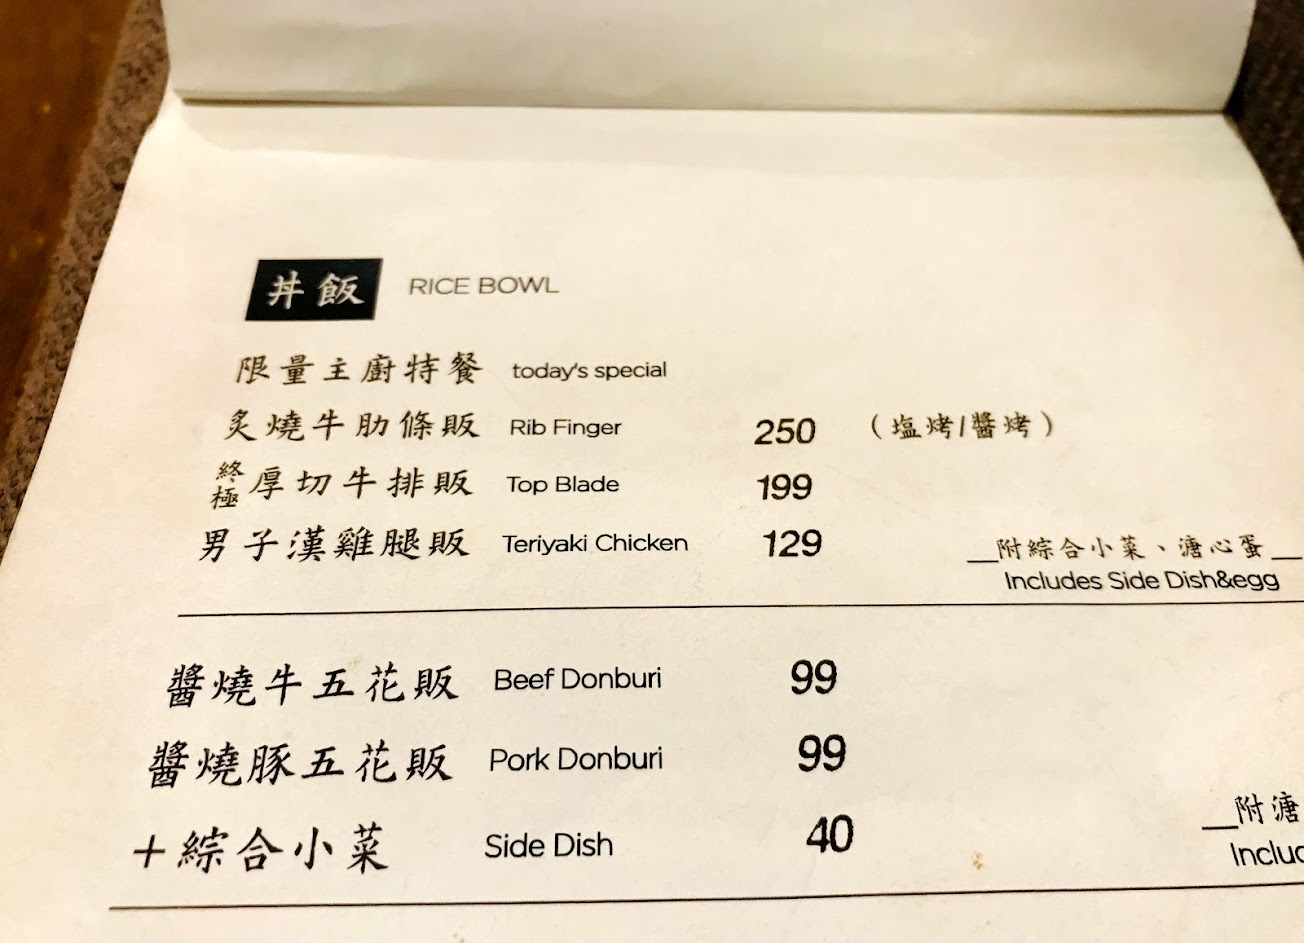 丼飯 RICE BOWL
限量主廚特餐 today's special
炙燒牛肋條販 Rib Finger 250 （塩烤/醬烤）
終極厚切牛排販 Top Blade 199
男子漢雞腿販 Teriyaki Chicken 129
附綜合小菜、溏心蛋
Includes Side Dish&egg
醬燒牛五花販 Beef Donburi 99
醬燒豚五花販 Pork Donburi 99
附溏
＋綜合小菜 Side Dish 40
Includ